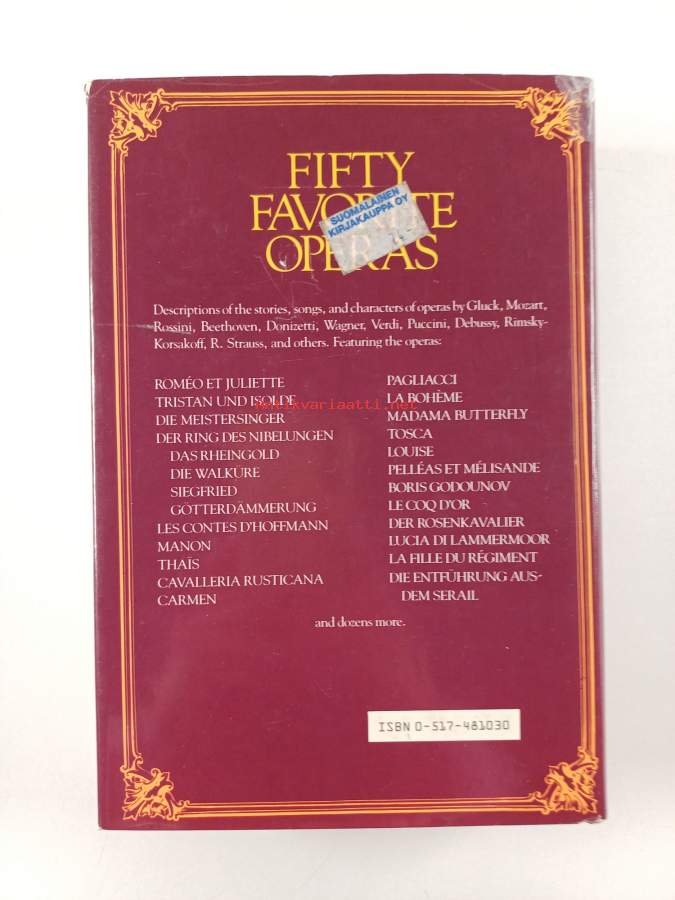 FIFTY
FAVORITE
OPERAS
SUOMALAINEN
KIRJAKAUPPA OY
Descriptions of the stories, songs, and characters of operas by Gluck, Mozart,
Rossini, Beethoven, Donizetti, Wagner, Verdi, Puccini, Debussy, Rimsky-
Korsakoff, R. Strauss, and others. Featuring the operas:
ROMÉO ET JULIETTE
TRISTAN UND ISOLDE
DIE MEISTERSINGER
DER RING DES NIBELUNGEN
DAS RHEINGOLD
DIE WALKÜRE
SIEGFRIED
GÖTTERDÄMMERUNG
LES CONTES D'HOFFMANN
MANON
THAÏS
CAVALLERIA RUSTICANA
CARMEN
PAGLIACCI
LA BOHÈME
MADAMA BUTTERFLY
TOSCA
LOUISE
PELLÉAS ET MÉLISANDE
BORIS GODOUNOV
LE COQ D'OR
DER ROSENKAVALIER
LUCIA DI LAMMERMOOR
LA FILLE DU RÉGIMENT
DIE ENTFÜHRUNG AUS-
DEM SERAIL
and dozens more.
antikvariaatti.net
ISBN 0-517-481030